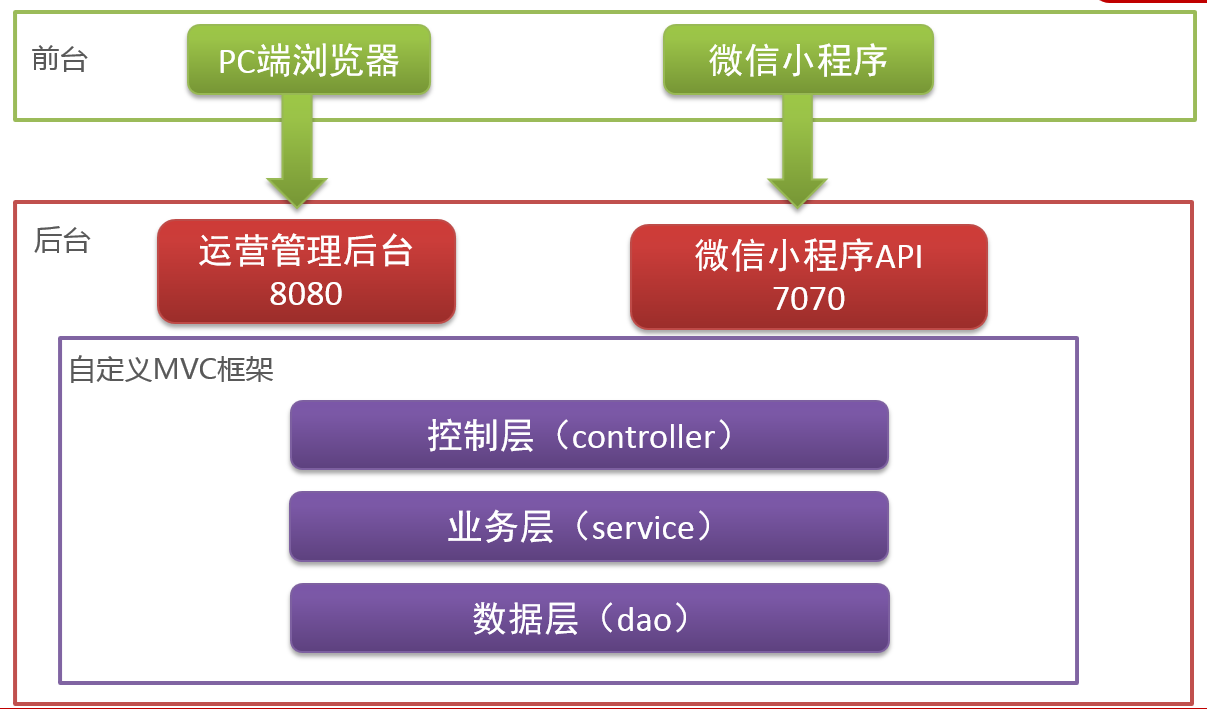 前台
PC端浏览器
微信小程序
后台
运营管理后台
8080
微信小程序API
7070
自定义MVC框架
控制层（controller）
业务层（service）
数据层（dao）